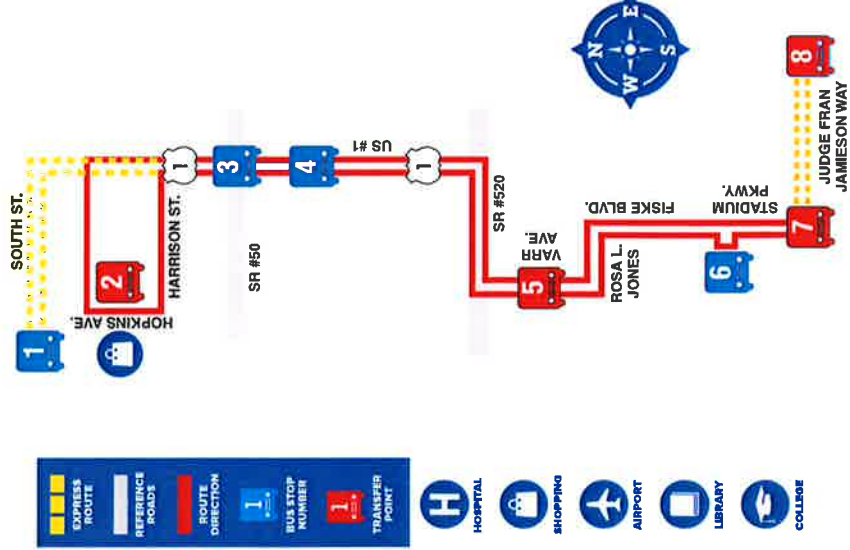 SOUTH ST.
1
2
HOPKINS AVE.
HARRISON ST.
1
3
SR #50
4
US #1
1
SR #520
5
VARR
AVE.
ROSA L.
JONES
FISKE BLVD.
6
STADIUM
PKWY.
7
8
JUDGE FRAN
JAMIESON WAY
N
E
S
W
EXPRESS
ROUTE
REFERENCE
ROADS
ROUTE
DIRECTION
1
BUS STOP
NUMBER
1
TRANSFER
POINT
H
HOSPITAL
SHOPPING
AIRPORT
LIBRARY
COLLEGE